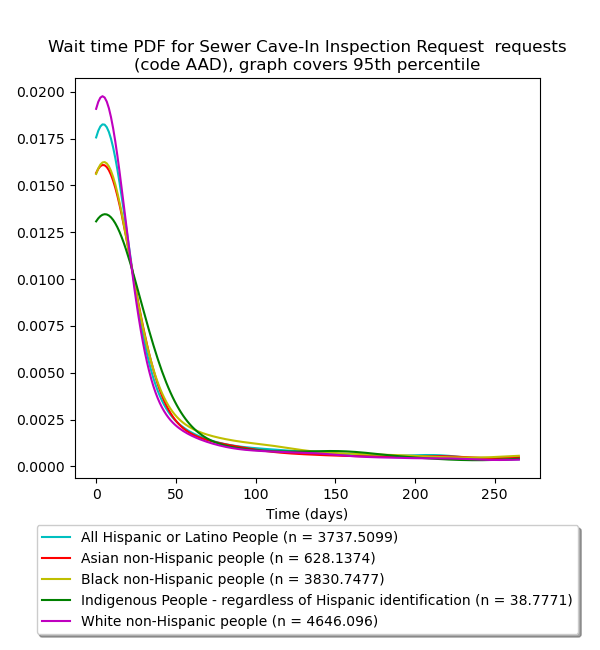 Wait time PDF for Sewer Cave-In Inspection Request  requests
(code AAD), graph covers 95th percentile
0.0200
0.0175
0.0150
0.0125
0.0100
0.0075
0.0050
0.0025
0.0000
0 50 100 150 200 250
Time (days)
All Hispanic or Latino People (n = 3737.5099)
Asian non-Hispanic people (n = 628.1374)
Black non-Hispanic people (n = 3830.7477)
Indigenous People - regardless of Hispanic identification (n = 38.7771)
White non-Hispanic people (n = 4646.096)